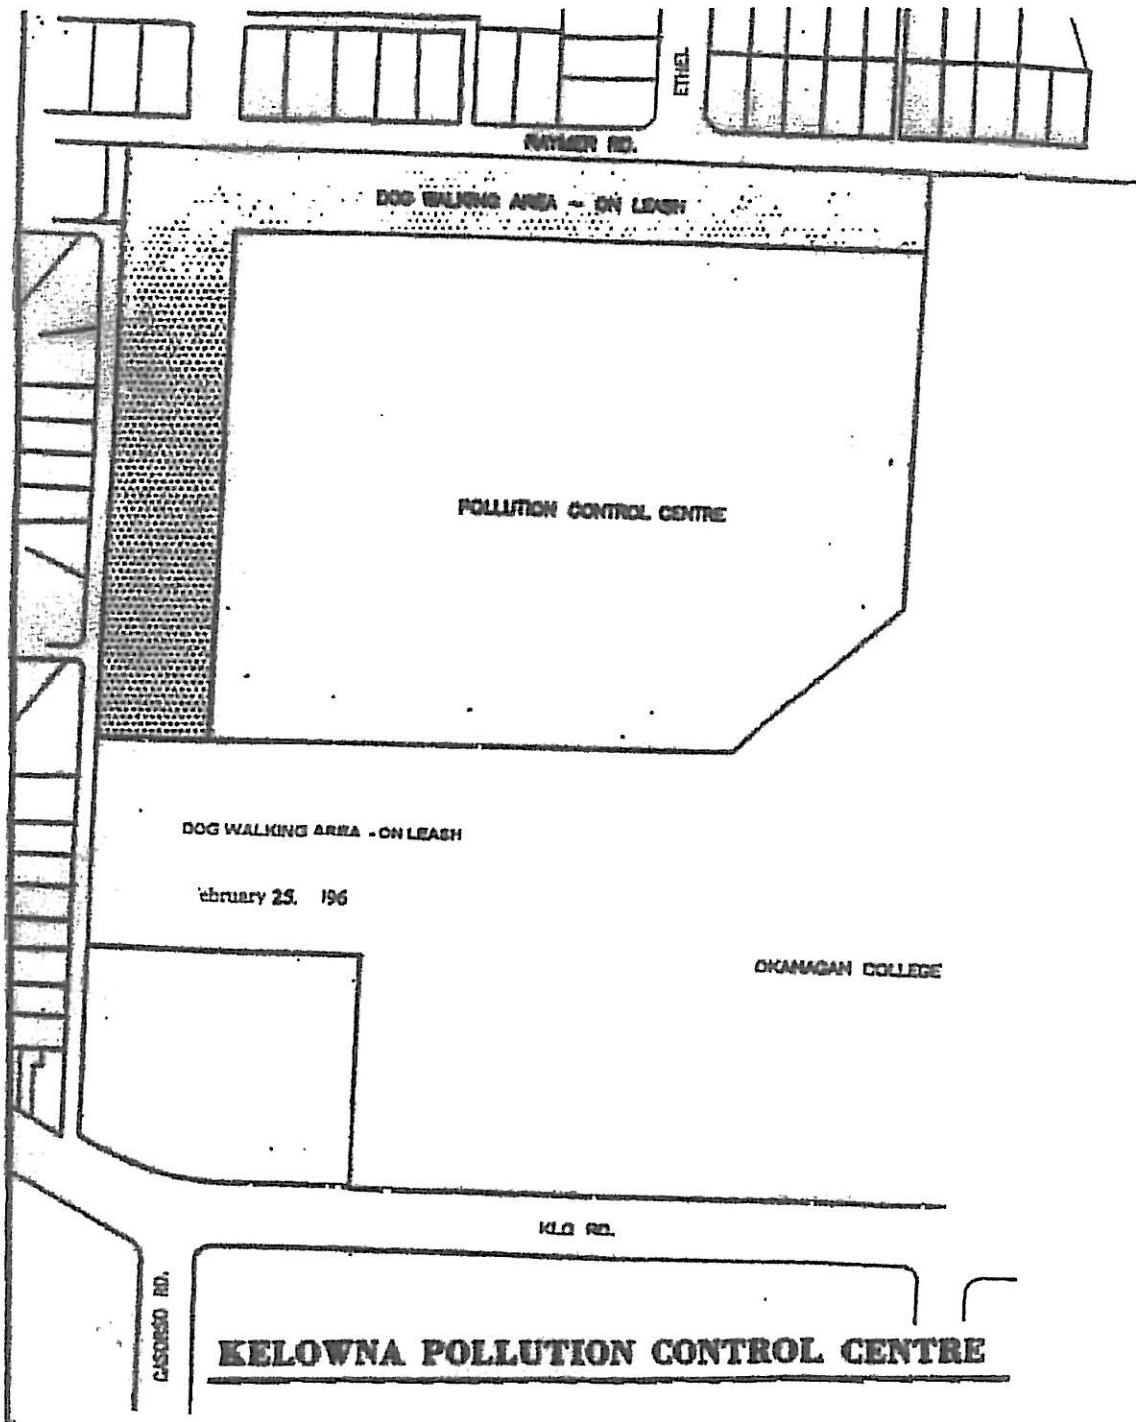 ETHEL
RAYMER RD.
DOG WALKING AREA - ON LEASH
POLLUTION CONTROL CENTRE
DOG WALKING AREA - ON LEASH
ebruary 25, 196
OKANAGAN COLLEGE
KLO RD.
CASORSO RD.
KELOWNA POLLUTION CONTROL CENTRE